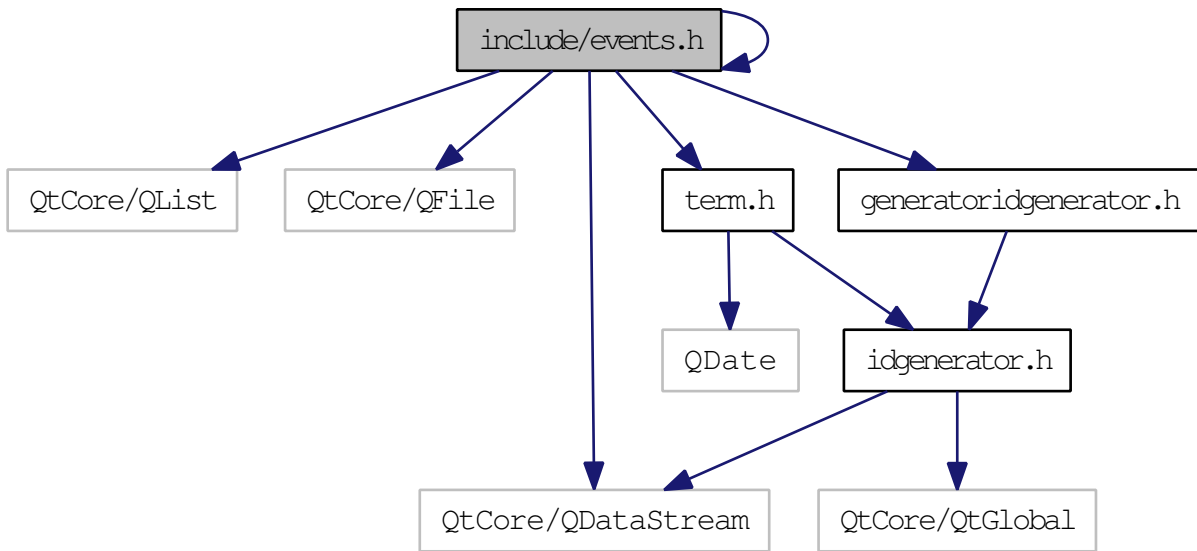 include/events.h
QtCore/QList
QtCore/QFile
term.h
generatoridgenerator.h
QDate
idgenerator.h
QtCore/QDataStream
QtCore/QtGlobal